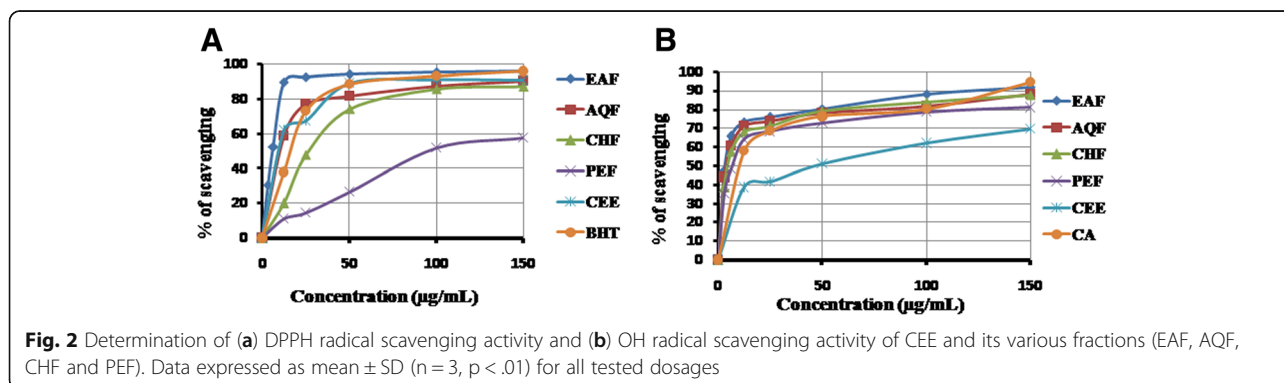 A
% of scavenging
100
80
60
40
20
0
0 50 100 150
Concentration (µg/mL)
EAF
AQF
CHF
PEF
CEE
BHT
B
% of scavenging
100
90
80
70
60
50
40
30
20
10
0
0 50 100 150
Concentration (µg/mL)
EAF
AQF
CHF
PEF
CEE
CA
Fig. 2 Determination of (a) DPPH radical scavenging activity and (b) OH radical scavenging activity of CEE and its various fractions (EAF, AQF,
CHF and PEF). Data expressed as mean ± SD (n = 3, p < .01) for all tested dosages